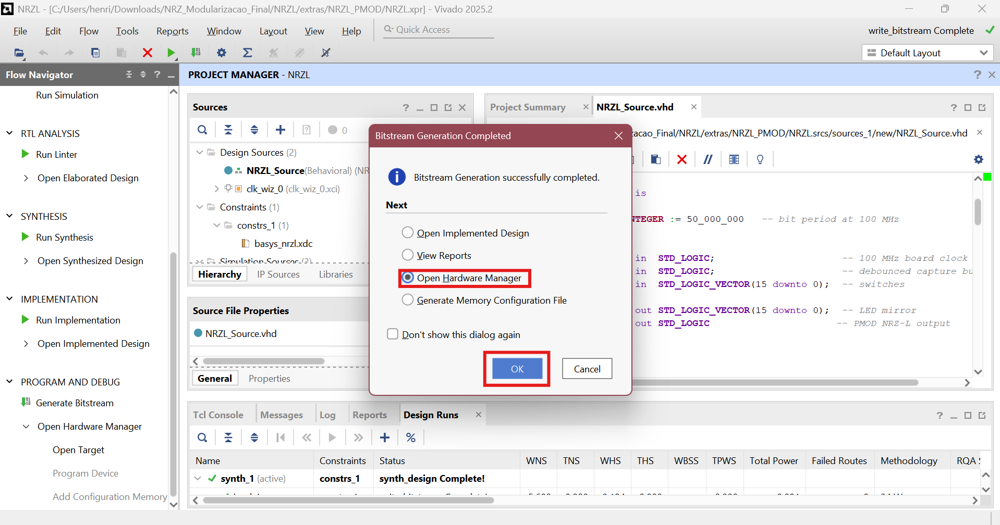 NRZL - [C:/Users/henri/Downloads/NRZ_Modularizacao_Final/NRZL/extras/NRZL_PMOD/NRZL.xpr] - Vivado 2025.2
File Edit Flow Tools Reports Window Layout View Help Quick Access write_bitstream Complete
Default Layout
Flow Navigator
PROJECT MANAGER - NRZL
Run Simulation
RTL ANALYSIS
Run Linter
Open Elaborated Design
SYNTHESIS
Run Synthesis
Open Synthesized Design
IMPLEMENTATION
Run Implementation
Open Implemented Design
PROGRAM AND DEBUG
Generate Bitstream
Open Hardware Manager
Open Target
Program Device
Add Configuration Memory
Sources
0
Design Sources (2)
NRZL_Source(Behavioral) (NR
clk_wiz_0 (clk_wiz_0.xci)
Constraints (1)
constrs_1 (1)
basys_nrzl.xdc
Simulation Sources (3)
Hierarchy IP Sources Libraries
Source File Properties
NRZL_Source.vhd
General Properties
Project Summary NRZL_Source.vhd
zacao_Final/NRZL/extras/NRZL_PMOD/NRZL.srcs/sources_1/new/NRZL_Source.vhd
is
NTEGER := 50_000_000 -- bit period at 100 MHz
in STD_LOGIC; -- 100 MHz board clock
in STD_LOGIC; -- debounced capture bu
in STD_LOGIC_VECTOR(15 downto 0); -- switches
out STD_LOGIC_VECTOR(15 downto 0); -- LED mirror
out STD_LOGIC -- PMOD NRZ-L output
Bitstream Generation Completed
Bitstream Generation successfully completed.
Next
Open Implemented Design
View Reports
Open Hardware Manager
Generate Memory Configuration File
Don't show this dialog again
OK Cancel
Tcl Console Messages Log Reports Design Runs
Name Constraints Status WNS TNS WHS THS WBSS TPWS Total Power Failed Routes Methodology RQA S
synth_1 (active) constrs_1 synth_design Complete!